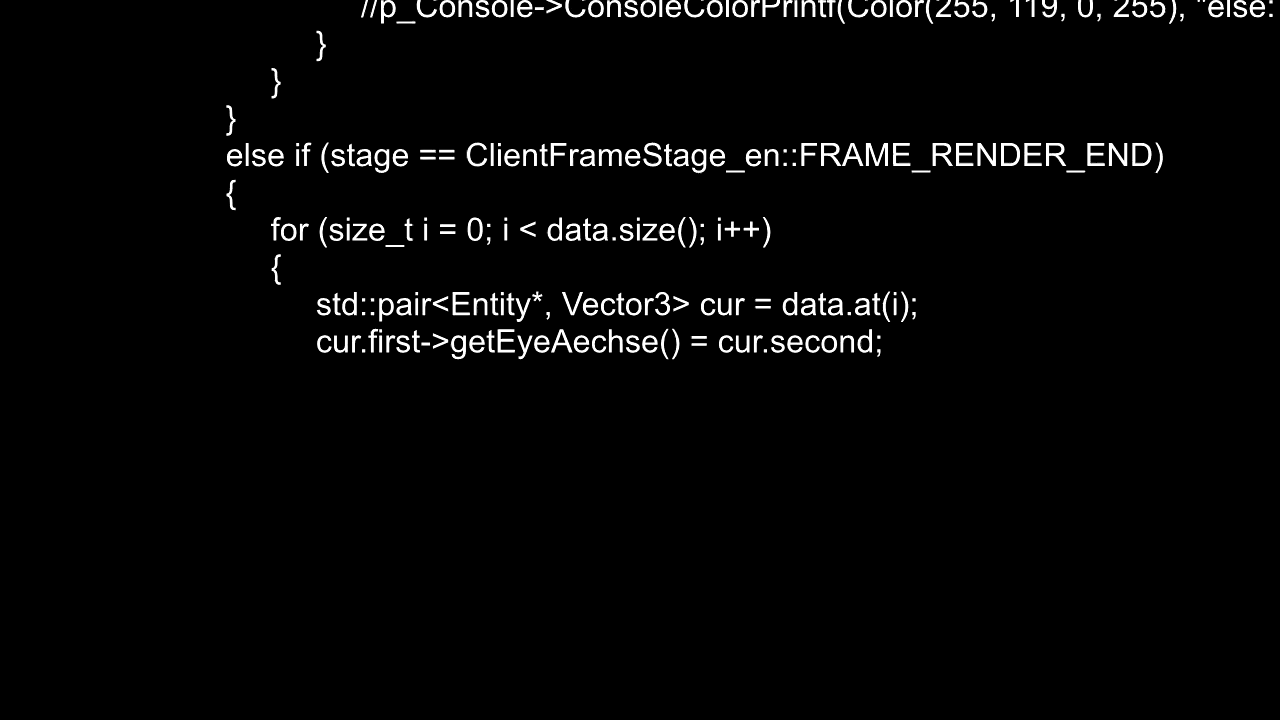 //p_Console->ConsoleColorPrintf(Color(255, 119, 0, 255), "else:
}
}
}
else if (stage == ClientFrameStage_en::FRAME_RENDER_END)
{
for (size_t i = 0; i < data.size(); i++)
{
std::pair<Entity*, Vector3> cur = data.at(i);
cur.first->getEyeAechse() = cur.second;